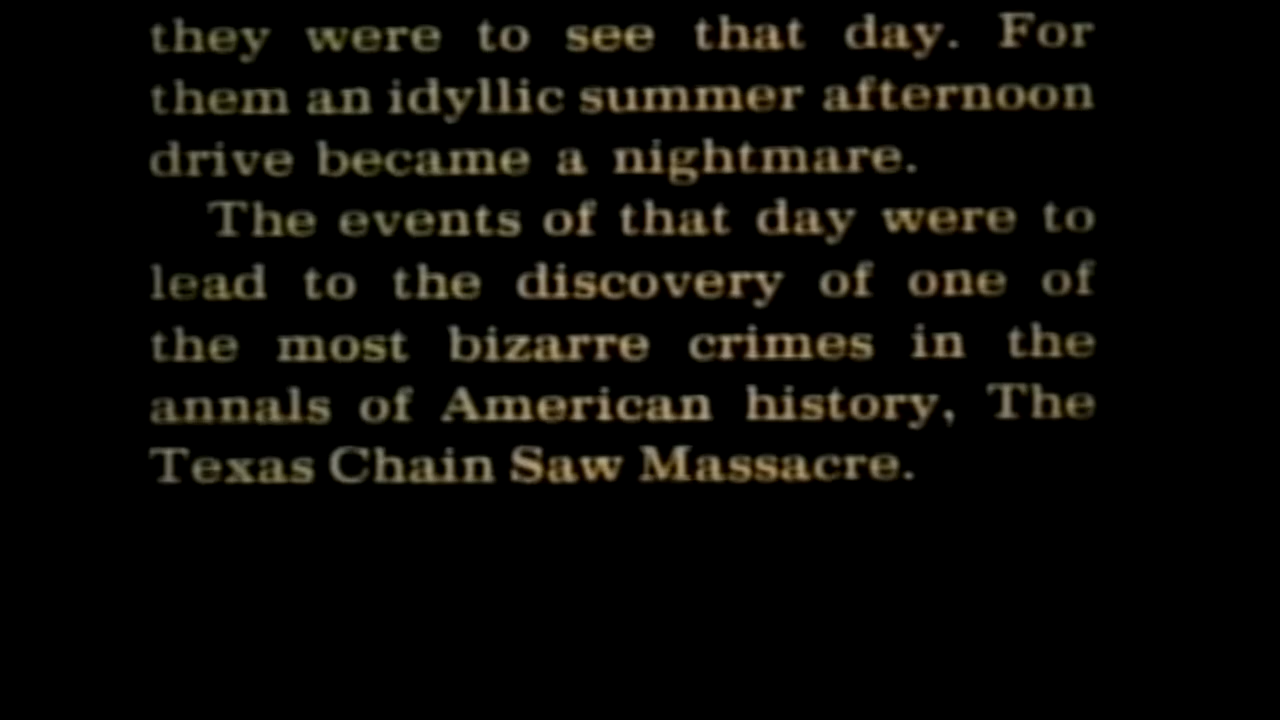 they were to see that day. For
them an idyllic summer afternoon
drive became a nightmare.
The events of that day were to
lead to the discovery of one of
the most bizarre crimes in the
annals of American history, The
Texas Chain Saw Massacre.